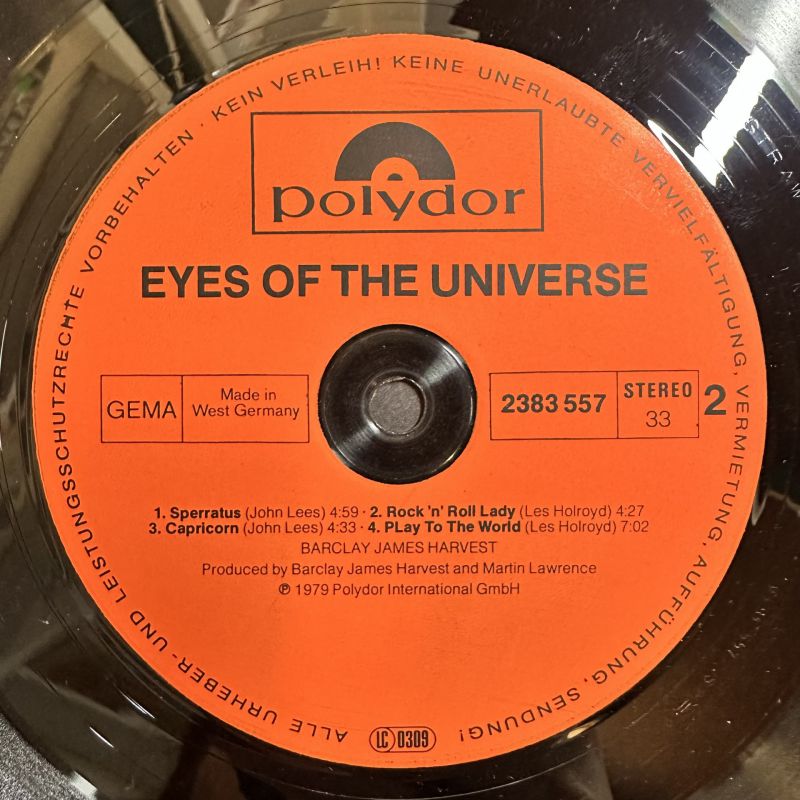 ALLE URHEBER- UND LEISTUNGSSCHUTZRECHTE VORBEHALTEN · KEIN VERLEIH! KEINE UNERLAUBTE VERVIELFÄLTIGUNG, VERMIETUNG, AUFFÜHRUNG, SENDUNG!
polydor
EYES OF THE UNIVERSE
GEMA
Made in
West Germany
2383 557
STEREO
33
2
1. Sperratus (John Lees) 4:59 · 2. Rock 'n' Roll Lady (Les Holroyd) 4:27
3. Capricorn (John Lees) 4:33 · 4. PLay To The World (Les Holroyd) 7:02
BARCLAY JAMES HARVEST
Produced by Barclay James Harvest and Martin Lawrence
℗ 1979 Polydor International GmbH
LC 0309